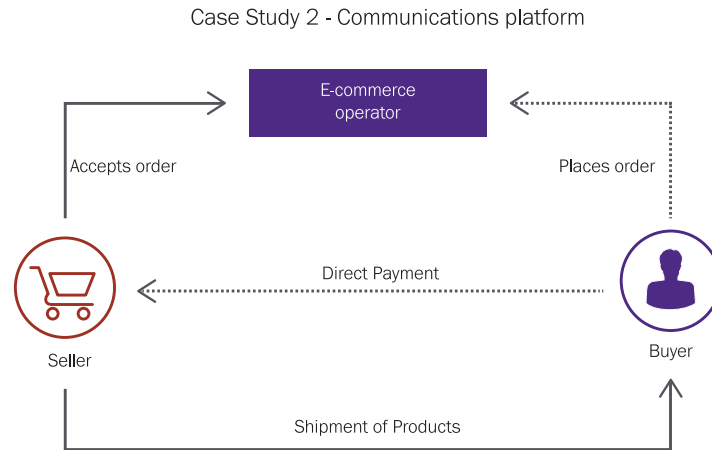 Case Study 2 - Communications platform
E-commerce
operator
Accepts order
Places order
Direct Payment
Seller
Buyer
Shipment of Products